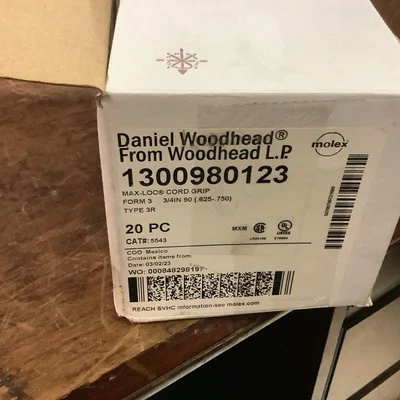 Daniel Woodhead®
From Woodhead L.P.
molex
1300980123
MAX-LOC® CORD GRIP
FORM 3 3/4IN 90 (.625-.750)
TYPE 3R
20 PC
MXM
CAT#: 5543
CDO Mexico
Contains items from:
Date: 03/02/23
WO: 000848298197
REACH SVHC information-see molex.com